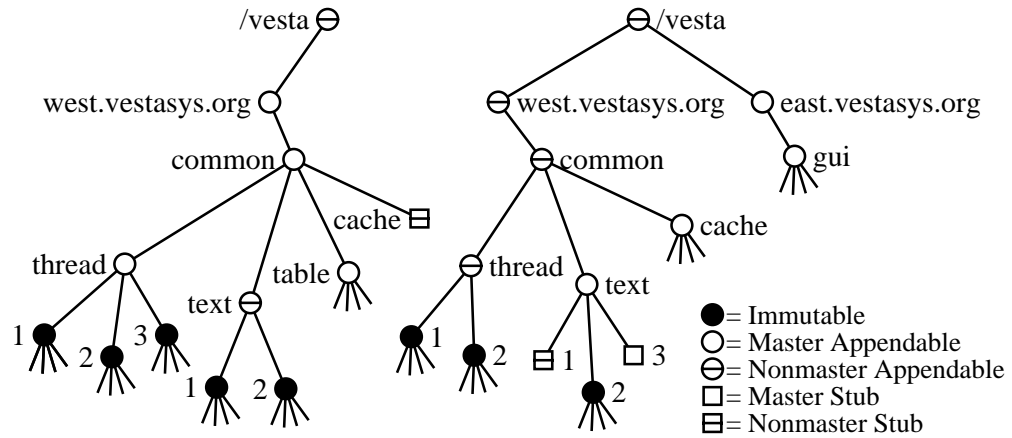 /vesta
/vesta
west.vestasys.org
west.vestasys.org
east.vestasys.org
common
common
gui
cache
cache
thread
table
thread
text
text
1
2
3
1
2
1
2
1
2
3
= Immutable
= Master Appendable
= Nonmaster Appendable
= Master Stub
= Nonmaster Stub